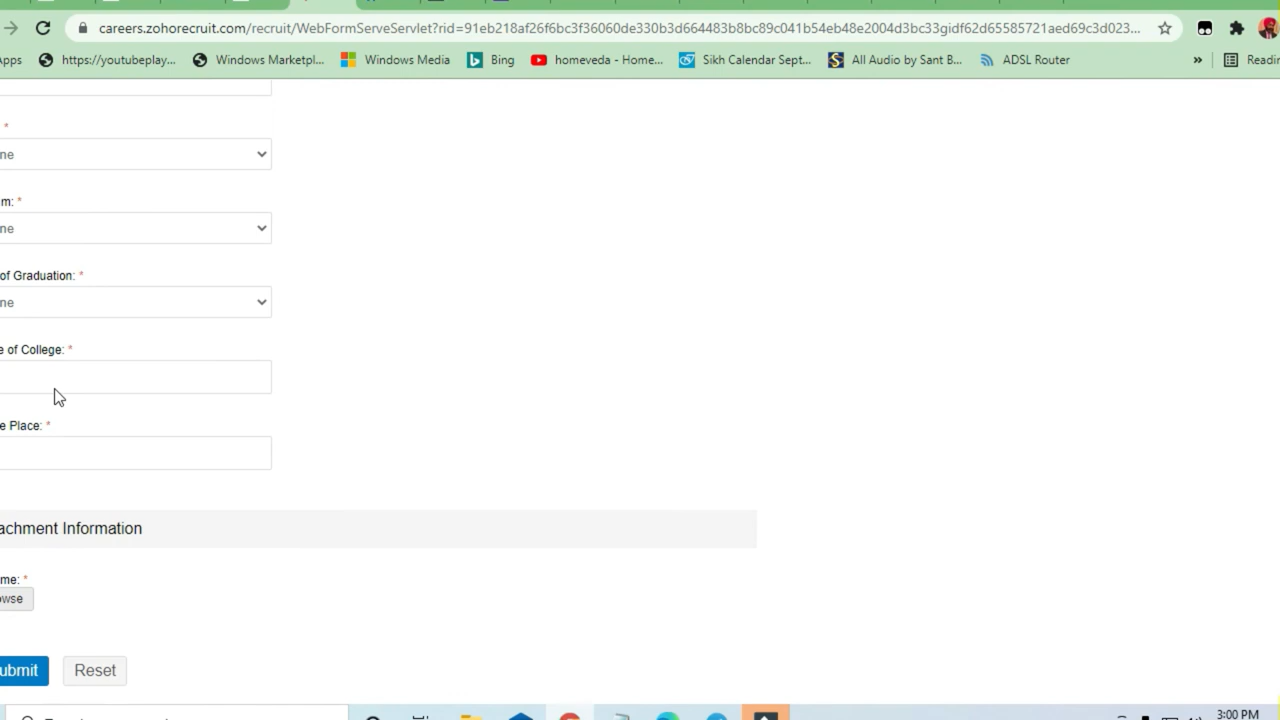 careers.zohorecruit.com/recruit/WebFormServeServlet?rid=91eb218af26f6bc3f36060de330b3d664483b8bc89c041b54eb48e2004d3bc33gidf62d65585721aed69c3d023...
pps https://youtubeplay... Windows Marketpl... Windows Media Bing homeveda - Home... Sikh Calendar Sept... All Audio by Sant B... ADSL Router » Readin
*
ne
m: *
ne
of Graduation: *
ne
e of College: *
e Place: *
achment Information
me: *
owse
ubmit Reset
3:00 PM